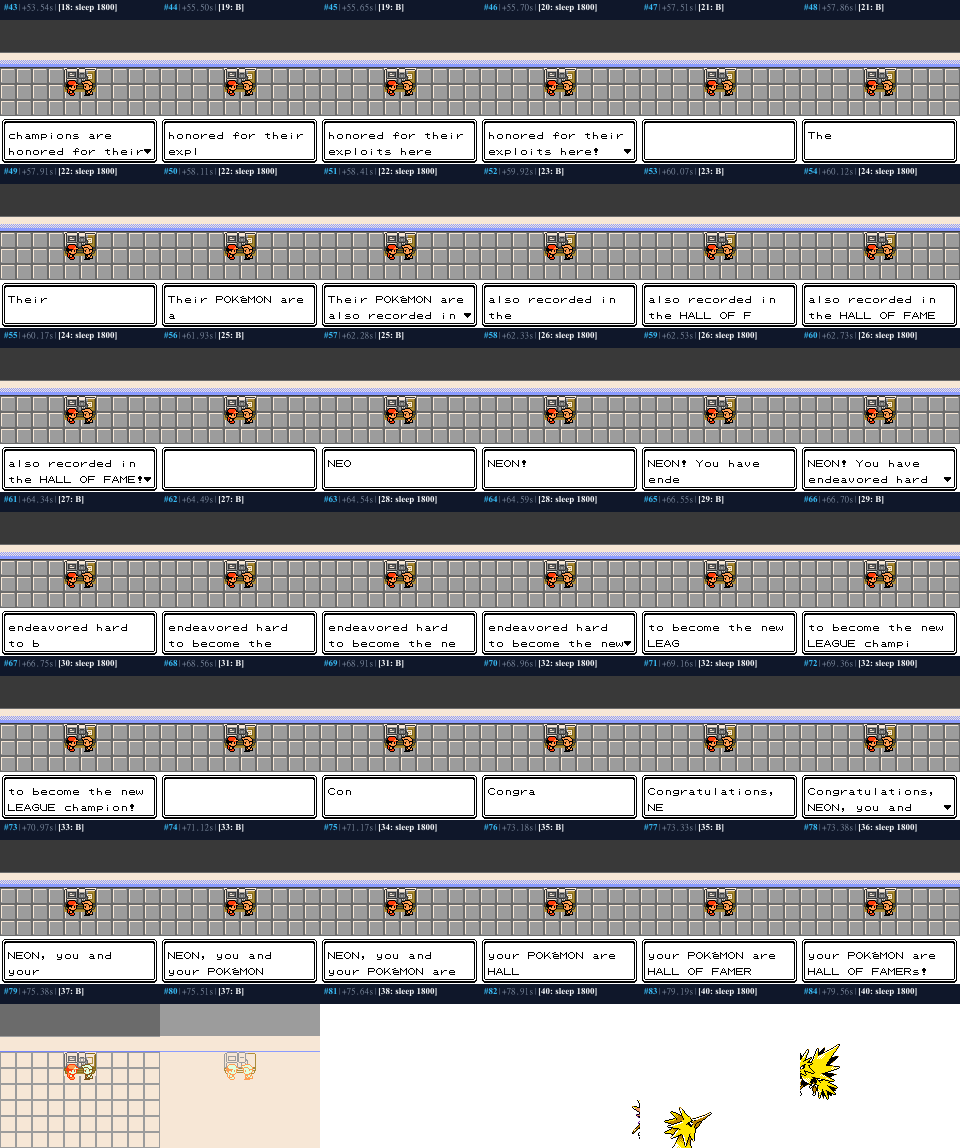 #43|+53.54s| [18: sleep 1800]
champions are
honored for their▼
#44|+55.50s| [19: B]
honored for their
expl
#45|+55.65s| [19: B]
honored for their
exploits here
#46|+55.70s| [20: sleep 1800]
honored for their
exploits here! ▼
#47|+57.51s| [21: B]
#48|+57.86s| [21: B]
The
#49|+57.91s| [22: sleep 1800]
Their
#50|+58.11s| [22: sleep 1800]
Their POKéMON are
a
#51|+58.41s| [22: sleep 1800]
Their POKéMON are
also recorded in ▼
#52|+59.92s| [23: B]
also recorded in
the
#53|+60.07s| [23: B]
also recorded in
the HALL OF F
#54|+60.12s| [24: sleep 1800]
also recorded in
the HALL OF FAME
#55|+60.17s| [24: sleep 1800]
also recorded in
the HALL OF FAME!▼
#56|+61.93s| [25: B]
#57|+62.28s| [25: B]
NEO
#58|+62.33s| [26: sleep 1800]
NEON!
#59|+62.53s| [26: sleep 1800]
NEON! You have
ende
#60|+62.73s| [26: sleep 1800]
NEON! You have
endeavored hard ▼
#61|+64.34s| [27: B]
endeavored hard
to b
#62|+64.49s| [27: B]
endeavored hard
to become the
#63|+64.54s| [28: sleep 1800]
endeavored hard
to become the ne
#64|+64.59s| [28: sleep 1800]
endeavored hard
to become the new▼
#65|+66.55s| [29: B]
to become the new
LEAG
#66|+66.70s| [29: B]
to become the new
LEAGUE champi
#67|+66.75s| [30: sleep 1800]
to become the new
LEAGUE champion!
#68|+68.56s| [31: B]
#69|+68.91s| [31: B]
Con
#70|+68.96s| [32: sleep 1800]
Congra
#71|+69.16s| [32: sleep 1800]
Congratulations,
NE
#72|+69.36s| [32: sleep 1800]
Congratulations,
NEON, you and ▼
#73|+70.97s| [33: B]
NEON, you and
your
#74|+71.12s| [33: B]
NEON, you and
your POKéMON
#75|+71.17s| [34: sleep 1800]
NEON, you and
your POKéMON are
#76|+73.18s| [35: B]
your POKéMON are
HALL
#77|+73.33s| [35: B]
your POKéMON are
HALL OF FAMER
#78|+73.38s| [36: sleep 1800]
your POKéMON are
HALL OF FAMERs!
#79|+75.38s| [37: B]
#80|+75.51s| [37: B]
#81|+75.64s| [38: sleep 1800]
#82|+78.91s| [40: sleep 1800]
#83|+79.19s| [40: sleep 1800]
#84|+79.56s| [40: sleep 1800]